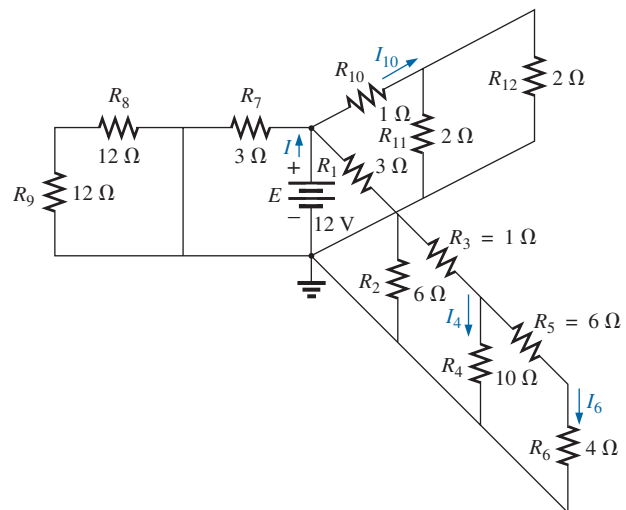 I₁₀
R₁₀
1 Ω
R₁₂ 2 Ω
R₈
R₇
R₁₁ 2 Ω
12 Ω
3 Ω
I
+
R₁
3 Ω
R₉ 12 Ω
E
−
12 V
R₃ = 1 Ω
R₂ 6 Ω
I₄
R₅ = 6 Ω
R₄ 10 Ω
I₆
R₆ 4 Ω